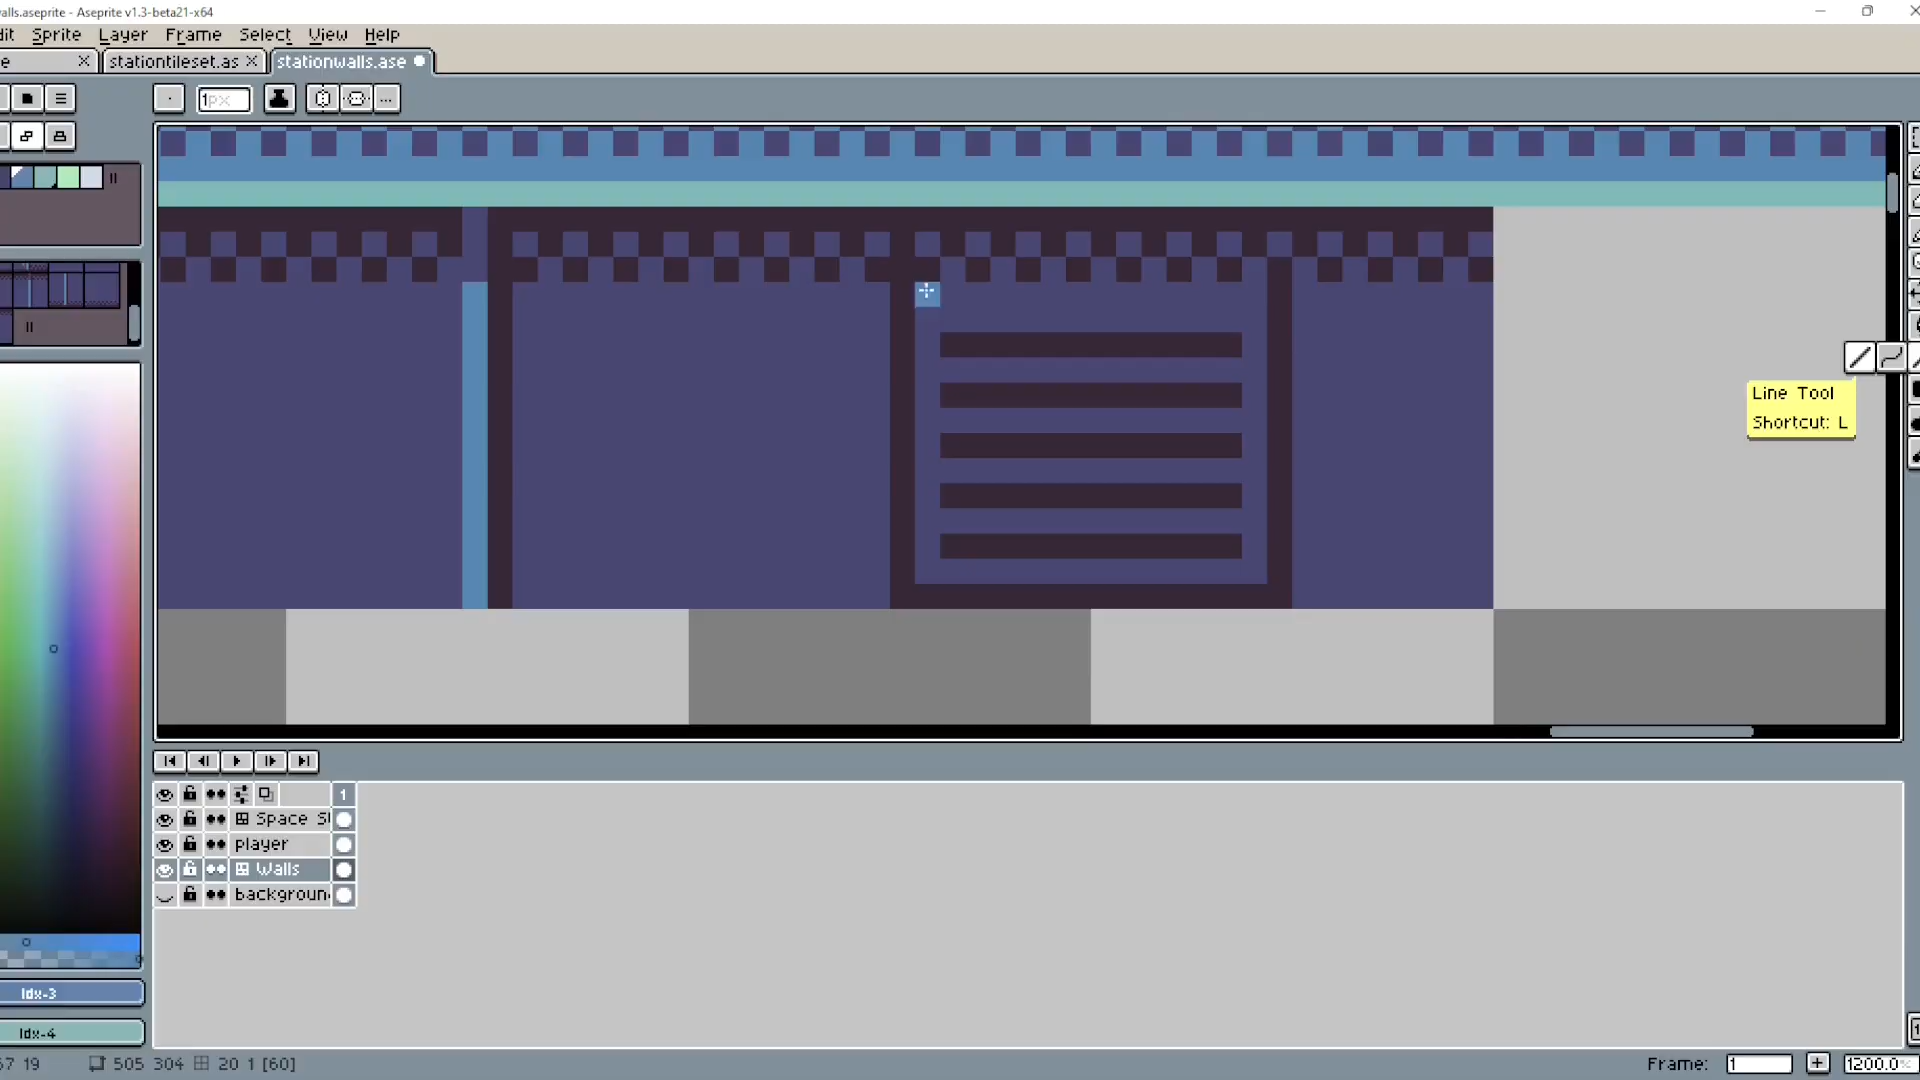 alls.aseprite - Aseprite v1.3-beta21-x64
dit Sprite Layer Frame Select View Help
e stationtileset.as stationwalls.ase
1px
Line Tool
Shortcut: L
1
Space S
player
Walls
backgroun
Idx-3
Idx-4
67 19 505 304 20 1 [60]
Frame: 1 1200.0